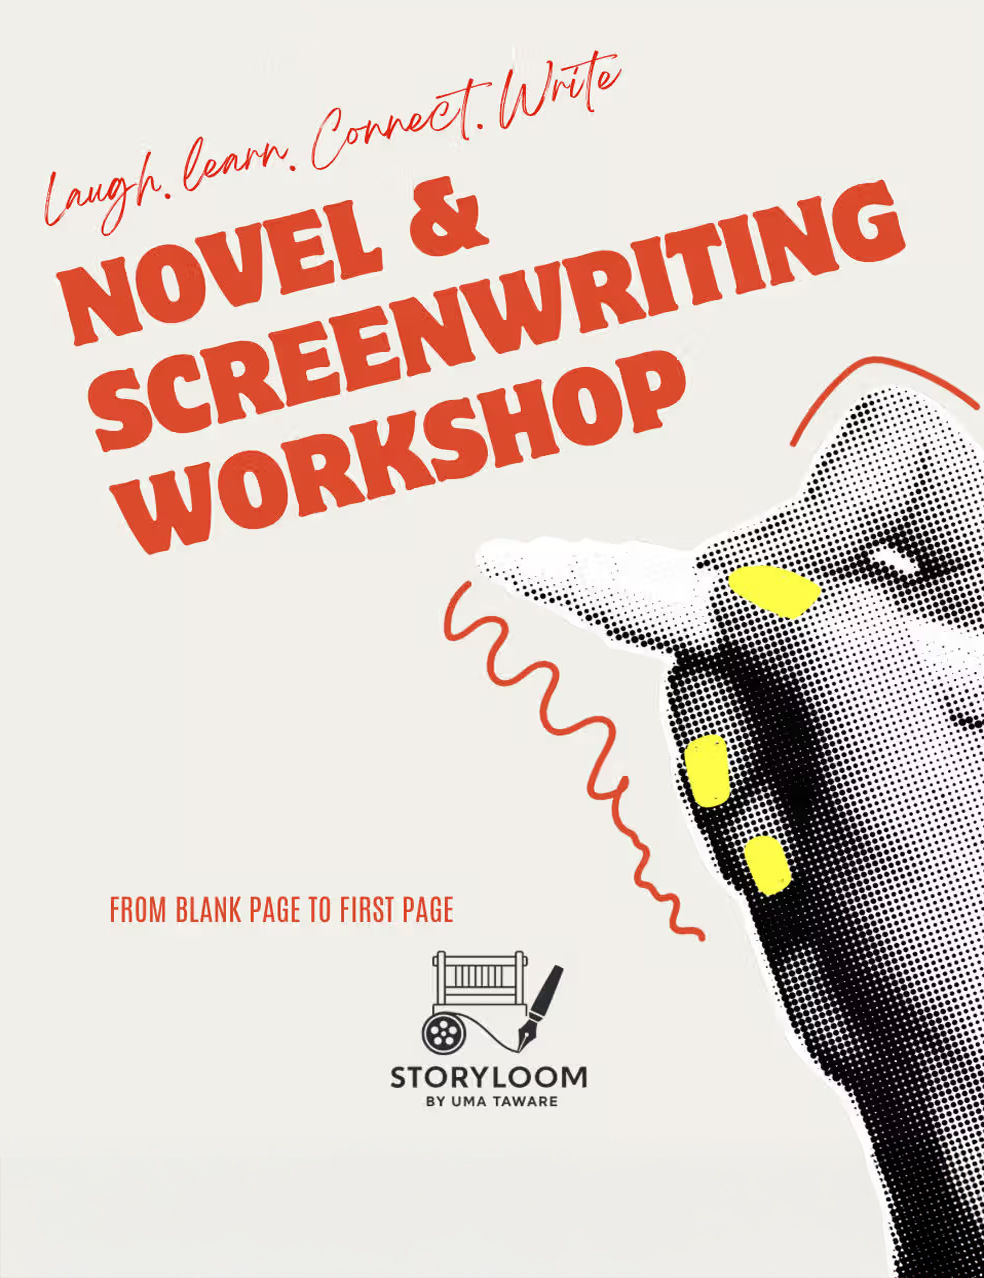 Laugh. learn. Connect. Write
NOVEL &
SCREENWRITING
WORKSHOP
FROM BLANK PAGE TO FIRST PAGE
STORYLOOM
BY UMA TAWARE